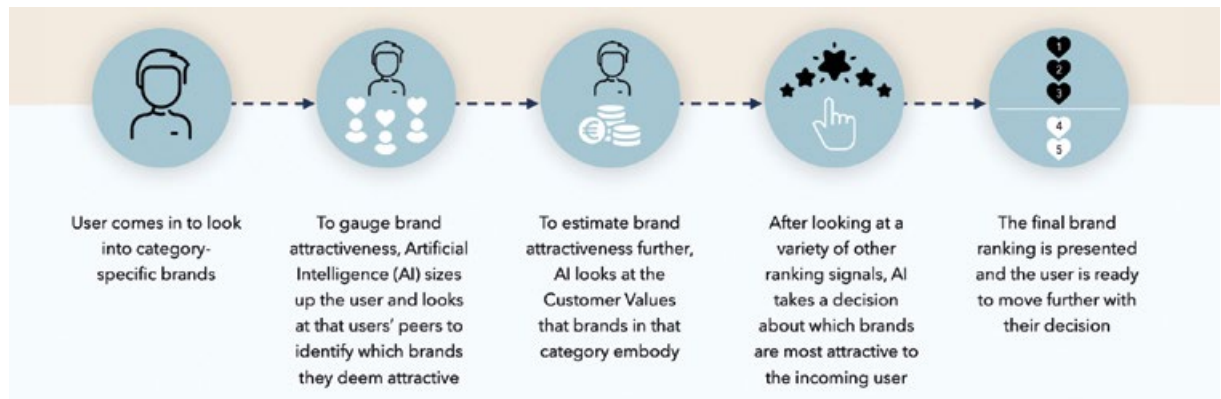 1
2
3
4
5
€
User comes in to look
into category-
specific brands
To gauge brand
attractiveness, Artificial
Intelligence (AI) sizes
up the user and looks
at that users' peers to
identify which brands
they deem attractive
To estimate brand
attractiveness further,
AI looks at the
Customer Values
that brands in that
category embody
After looking at a
variety of other
ranking signals, AI
takes a decision
about which brands
are most attractive to
the incoming user
The final brand
ranking is presented
and the user is ready
to move further with
their decision